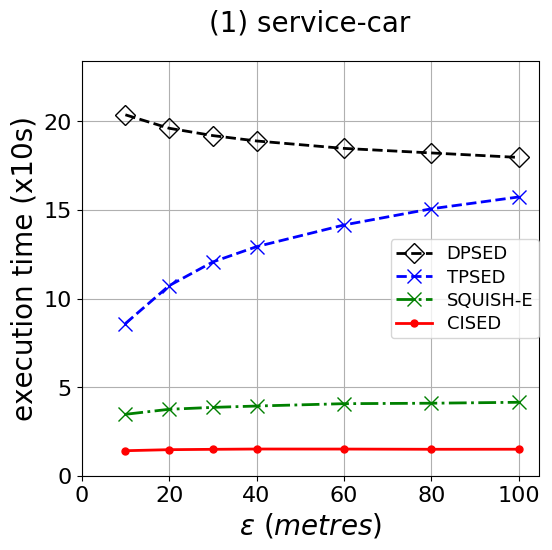 (1) service-car
execution time (x10s)
20
15
10
5
0
DPSED
TPSED
SQUISH-E
CISED
0 20 40 60 80 100
ε (metres)